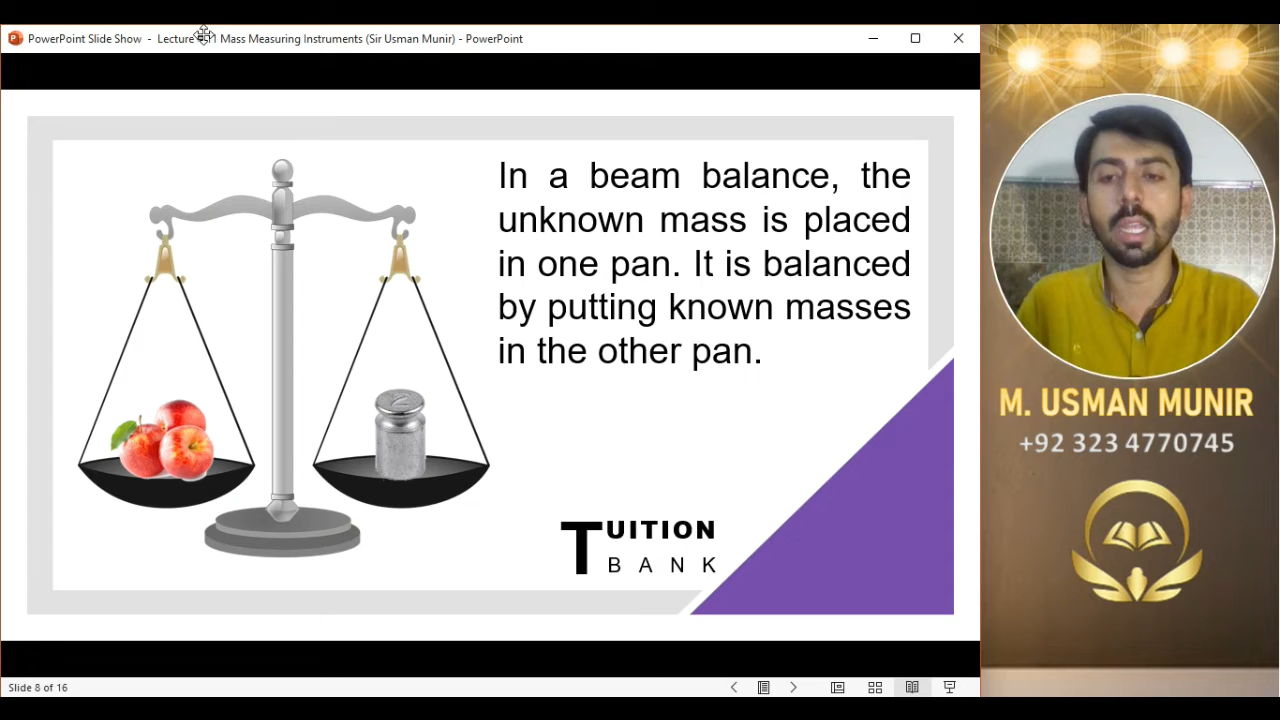 PowerPoint Slide Show - Lecture 1 Mass Measuring Instruments (Sir Usman Munir) - PowerPoint
In a beam balance, the
unknown mass is placed
in one pan. It is balanced
by putting known masses
in the other pan.
2
TUITION
BANK
M. USMAN MUNIR
+92 323 4770745
Slide 8 of 16